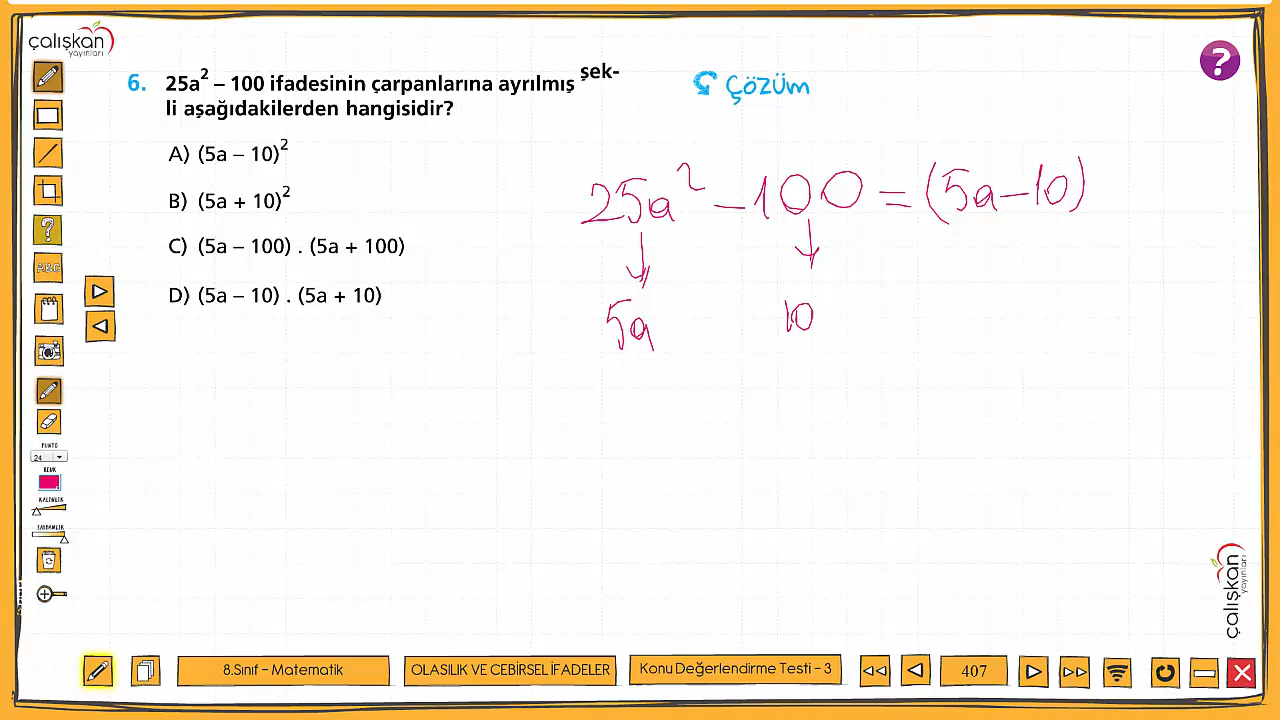 çalışkan
yayınları
6. 25a² – 100 ifadesinin çarpanlarına ayrılmış şek-
li aşağıdakilerden hangisidir?
A) (5a – 10)²
B) (5a + 10)²
C) (5a – 100) . (5a + 100)
D) (5a – 10) . (5a + 10)
Çözüm
25a² – 100 = (5a – 10)
5a 10
?
?
ABC
PUNTO
24
RENK
KALINLIK
SAYDAMLIK
çalışkan
yayınları
8.Sınıf – Matematik
OLASILIK VE CEBİRSEL İFADELER
Konu Değerlendirme Testi – 3
407